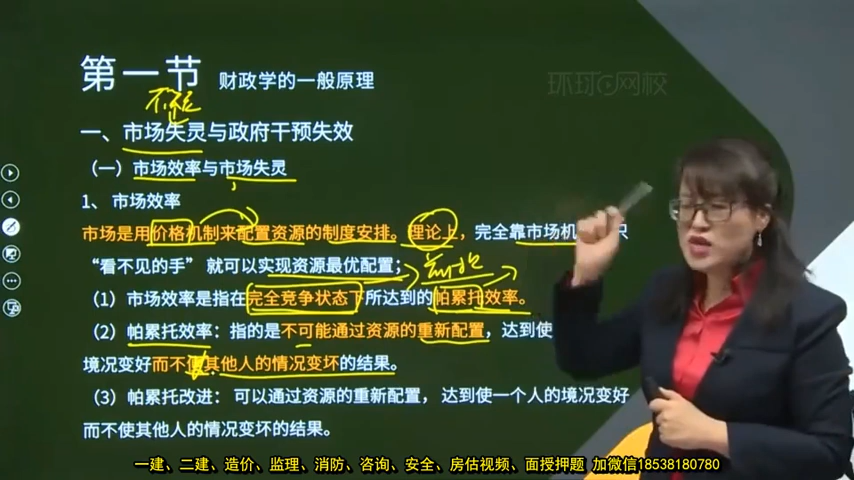 第一节 财政学的一般原理
环球网校
一、市场失灵与政府干预失效
（一）市场效率与市场失灵
1、市场效率
市场是用价格机制来配置资源的制度安排。理论上，完全靠市场机 只
“看不见的手”就可以实现资源最优配置；
（1）市场效率是指在完全竞争状态下所达到的帕累托效率。
（2）帕累托效率：指的是不可能通过资源的重新配置，达到使
境况变好而不使其他人的情况变坏的结果。
（3）帕累托改进：可以通过资源的重新配置，达到使一个人的境况变好
而不使其他人的情况变坏的结果。
一建、二建、造价、监理、消防、咨询、安全、房估视频、面授押题 加微信18538180780